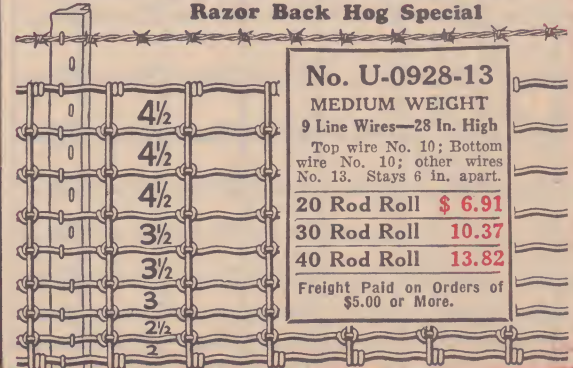 Razor Back Hog Special
No. U-0928-13
MEDIUM WEIGHT
9 Line Wires—28 In. High
Top wire No. 10; Bottom
wire No. 10; other wires
No. 13. Stays 6 in. apart.
20 Rod Roll $ 6.91
30 Rod Roll 10.37
40 Rod Roll 13.82
Freight Paid on Orders of
$5.00 or More.
4½
4½
4½
3½
3½
3
2½
2